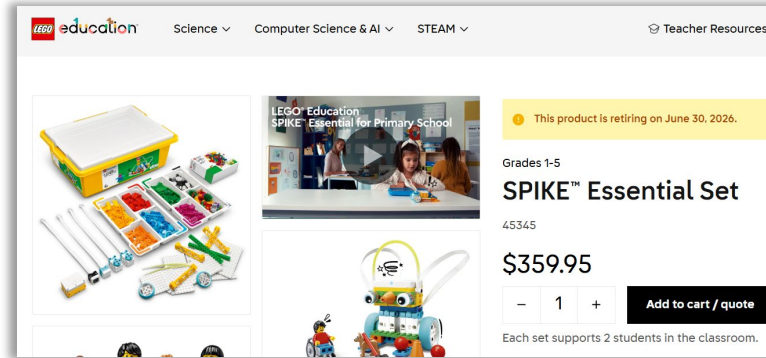 LEGO education
Science
Computer Science & AI
STEAM
Teacher Resources
LEGO® Education
SPIKE™ Essential for Primary School
This product is retiring on June 30, 2026.
Grades 1-5
SPIKE™ Essential Set
45345
$359.95
− 1 +
Add to cart / quote
Each set supports 2 students in the classroom.